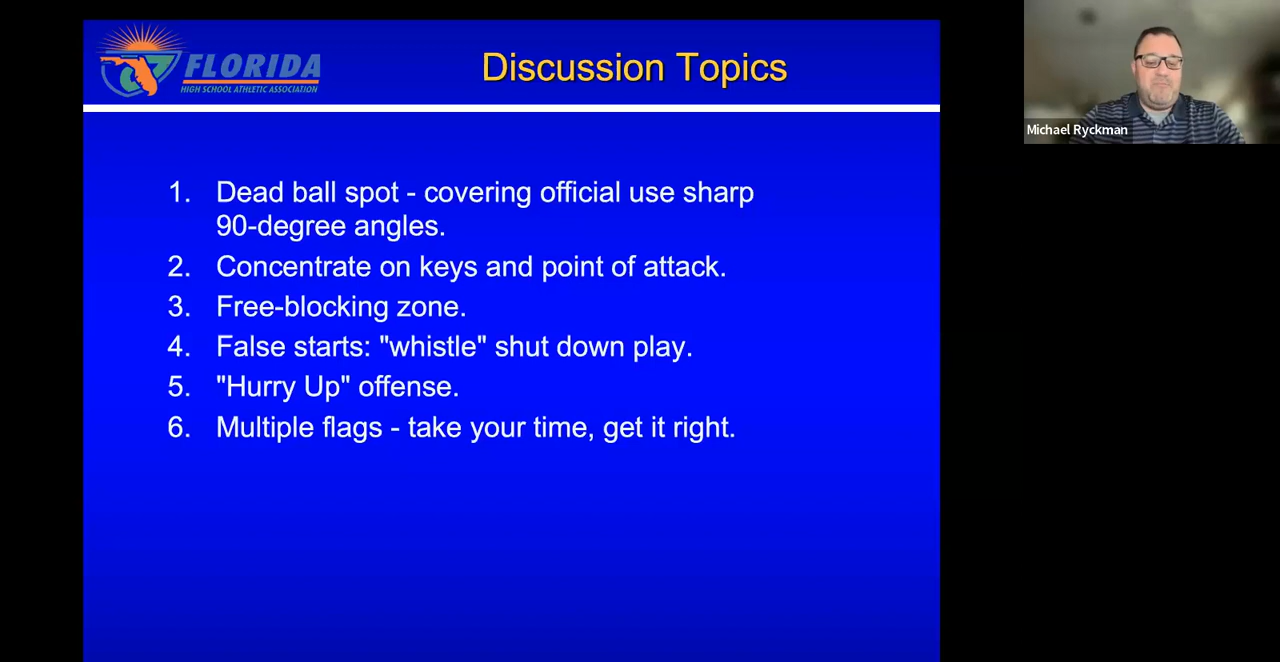 FLORIDA
HIGH SCHOOL ATHLETIC ASSOCIATION
Discussion Topics
Michael Ryckman
1. Dead ball spot - covering official use sharp
90-degree angles.
2. Concentrate on keys and point of attack.
3. Free-blocking zone.
4. False starts: "whistle" shut down play.
5. "Hurry Up" offense.
6. Multiple flags - take your time, get it right.